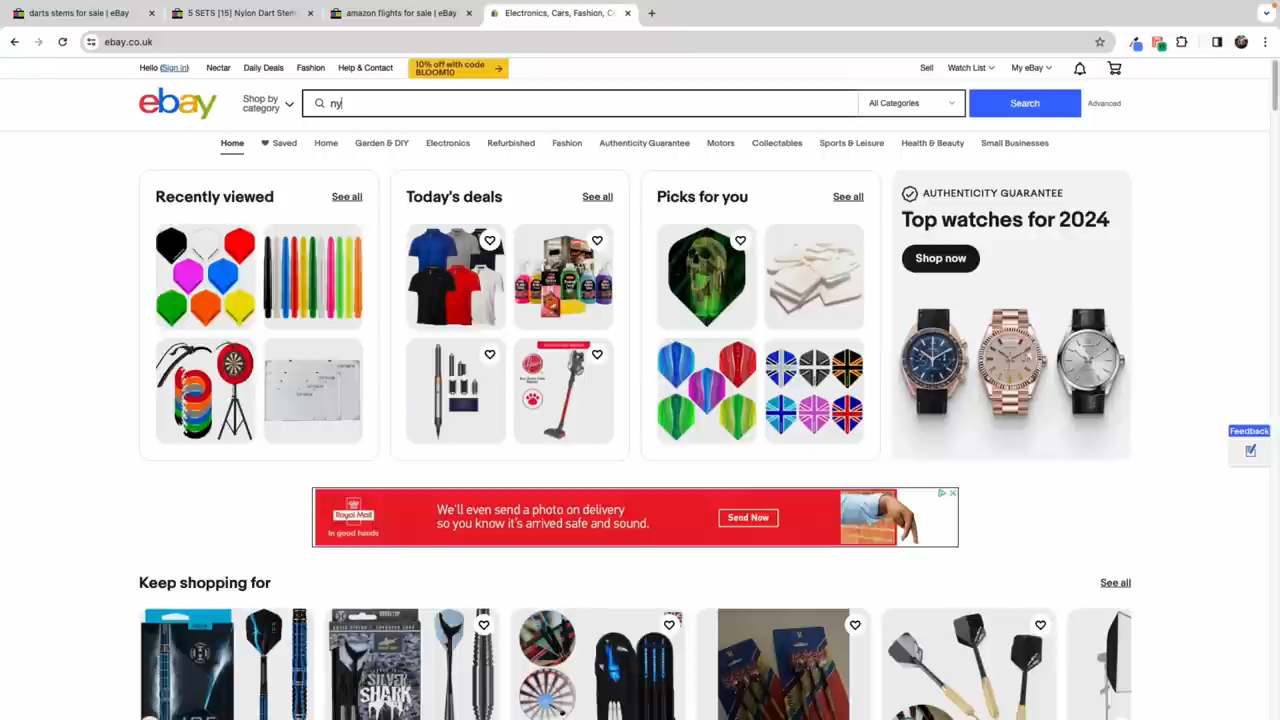 darts stems for sale | eBay
5 SETS [15] Nylon Dart Stem
amazon flights for sale | eBay
Electronics, Cars, Fashion, C
ebay.co.uk
Hello (Sign in)
Nectar
Daily Deals
Fashion
Help & Contact
10% off with code
BLOOM10
Sell
Watch List
My eBay
ebay
Shop by
category
ny
All Categories
Search
Advanced
Home
Saved
Home
Garden & DIY
Electronics
Refurbished
Fashion
Authenticity Guarantee
Motors
Collectables
Sports & Leisure
Health & Beauty
Small Businesses
Recently viewed
See all
Today's deals
See all
Picks for you
See all
AUTHENTICITY GUARANTEE
Top watches for 2024
Shop now
Feedback
Royal Mail
In good hands
We'll even send a photo on delivery
so you know it's arrived safe and sound.
Send Now
Keep shopping for
See all
SILVER
SHARK